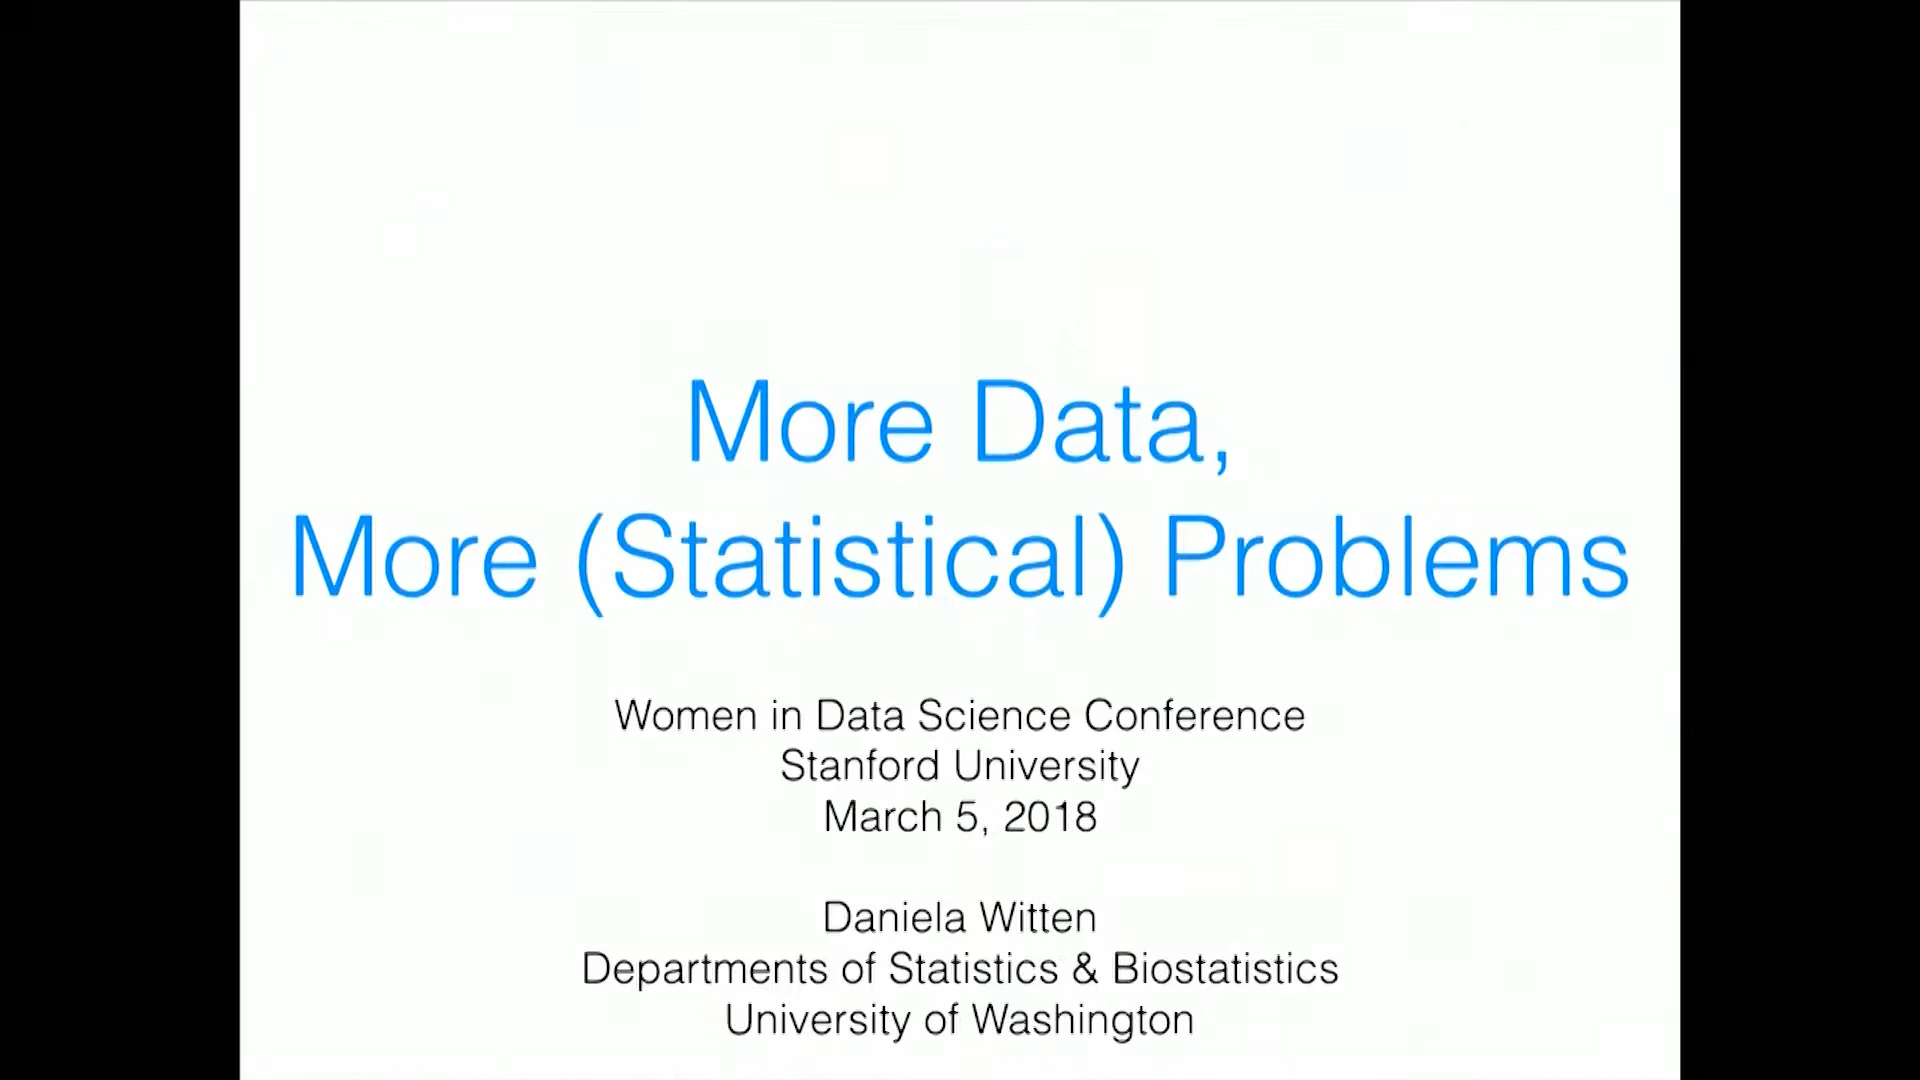 More Data,
More (Statistical) Problems
Women in Data Science Conference
Stanford University
March 5, 2018
Daniela Witten
Departments of Statistics & Biostatistics
University of Washington